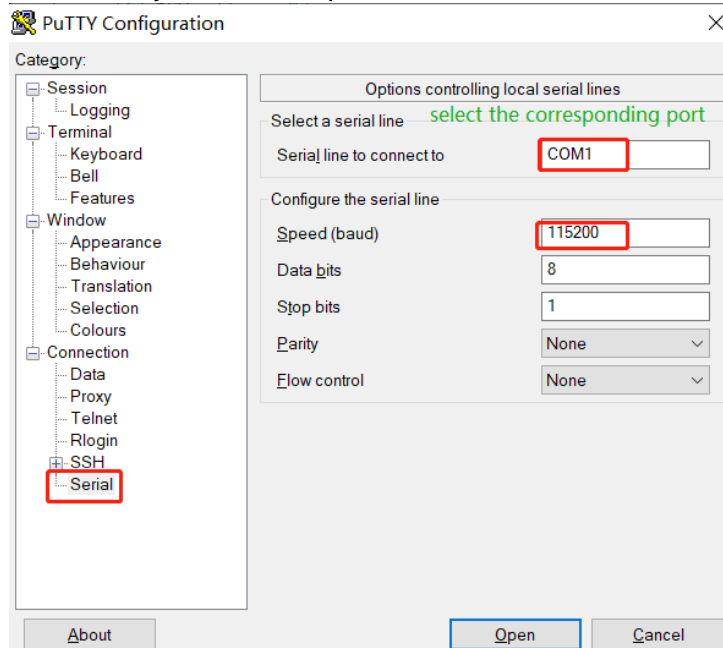 PuTTY Configuration
Category:
Session
Logging
Terminal
Keyboard
Bell
Features
Window
Appearance
Behaviour
Translation
Selection
Colours
Connection
Data
Proxy
Telnet
Rlogin
SSH
Serial
Options controlling local serial lines
Select a serial line select the corresponding port
Serial line to connect to COM1
Configure the serial line
Speed (baud) 115200
Data bits 8
Stop bits 1
Parity None
Flow control None
About Open Cancel